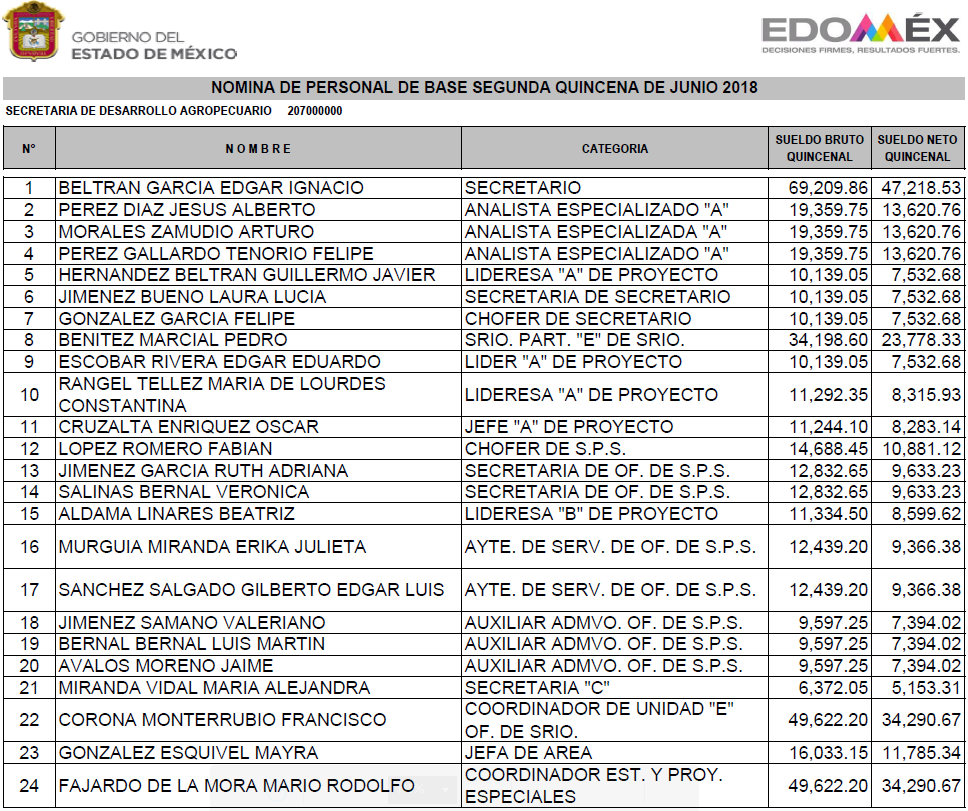 GOBIERNO DEL
ESTADO DE MÉXICO
EDOMÉX
DECISIONES FIRMES, RESULTADOS FUERTES.
NOMINA DE PERSONAL DE BASE SEGUNDA QUINCENA DE JUNIO 2018
SECRETARIA DE DESARROLLO AGROPECUARIO 207000000
N° N O M B R E CATEGORIA SUELDO BRUTO QUINCENAL SUELDO NETO QUINCENAL
1 BELTRAN GARCIA EDGAR IGNACIO SECRETARIO 69,209.86 47,218.53
2 PEREZ DIAZ JESUS ALBERTO ANALISTA ESPECIALIZADO "A" 19,359.75 13,620.76
3 MORALES ZAMUDIO ARTURO ANALISTA ESPECIALIZADA "A" 19,359.75 13,620.76
4 PEREZ GALLARDO TENORIO FELIPE ANALISTA ESPECIALIZADO "A" 19,359.75 13,620.76
5 HERNANDEZ BELTRAN GUILLERMO JAVIER LIDERESA "A" DE PROYECTO 10,139.05 7,532.68
6 JIMENEZ BUENO LAURA LUCIA SECRETARIA DE SECRETARIO 10,139.05 7,532.68
7 GONZALEZ GARCIA FELIPE CHOFER DE SECRETARIO 10,139.05 7,532.68
8 BENITEZ MARCIAL PEDRO SRIO. PART. "E" DE SRIO. 34,198.60 23,778.33
9 ESCOBAR RIVERA EDGAR EDUARDO LIDER "A" DE PROYECTO 10,139.05 7,532.68
10 RANGEL TELLEZ MARIA DE LOURDES CONSTANTINA LIDERESA "A" DE PROYECTO 11,292.35 8,315.93
11 CRUZALTA ENRIQUEZ OSCAR JEFE "A" DE PROYECTO 11,244.10 8,283.14
12 LOPEZ ROMERO FABIAN CHOFER DE S.P.S. 14,688.45 10,881.12
13 JIMENEZ GARCIA RUTH ADRIANA SECRETARIA DE OF. DE S.P.S. 12,832.65 9,633.23
14 SALINAS BERNAL VERONICA SECRETARIA DE OF. DE S.P.S. 12,832.65 9,633.23
15 ALDAMA LINARES BEATRIZ LIDERESA "B" DE PROYECTO 11,334.50 8,599.62
16 MURGUIA MIRANDA ERIKA JULIETA AYTE. DE SERV. DE OF. DE S.P.S. 12,439.20 9,366.38
17 SANCHEZ SALGADO GILBERTO EDGAR LUIS AYTE. DE SERV. DE OF. DE S.P.S. 12,439.20 9,366.38
18 JIMENEZ SAMANO VALERIANO AUXILIAR ADMVO. OF. DE S.P.S. 9,597.25 7,394.02
19 BERNAL BERNAL LUIS MARTIN AUXILIAR ADMVO. OF. DE S.P.S. 9,597.25 7,394.02
20 AVALOS MORENO JAIME AUXILIAR ADMVO. OF. DE S.P.S. 9,597.25 7,394.02
21 MIRANDA VIDAL MARIA ALEJANDRA SECRETARIA "C" 6,372.05 5,153.31
22 CORONA MONTERRUBIO FRANCISCO COORDINADOR DE UNIDAD "E" OF. DE SRIO. 49,622.20 34,290.67
23 GONZALEZ ESQUIVEL MAYRA JEFA DE AREA 16,033.15 11,785.34
24 FAJARDO DE LA MORA MARIO RODOLFO COORDINADOR EST. Y PROY. ESPECIALES 49,622.20 34,290.67